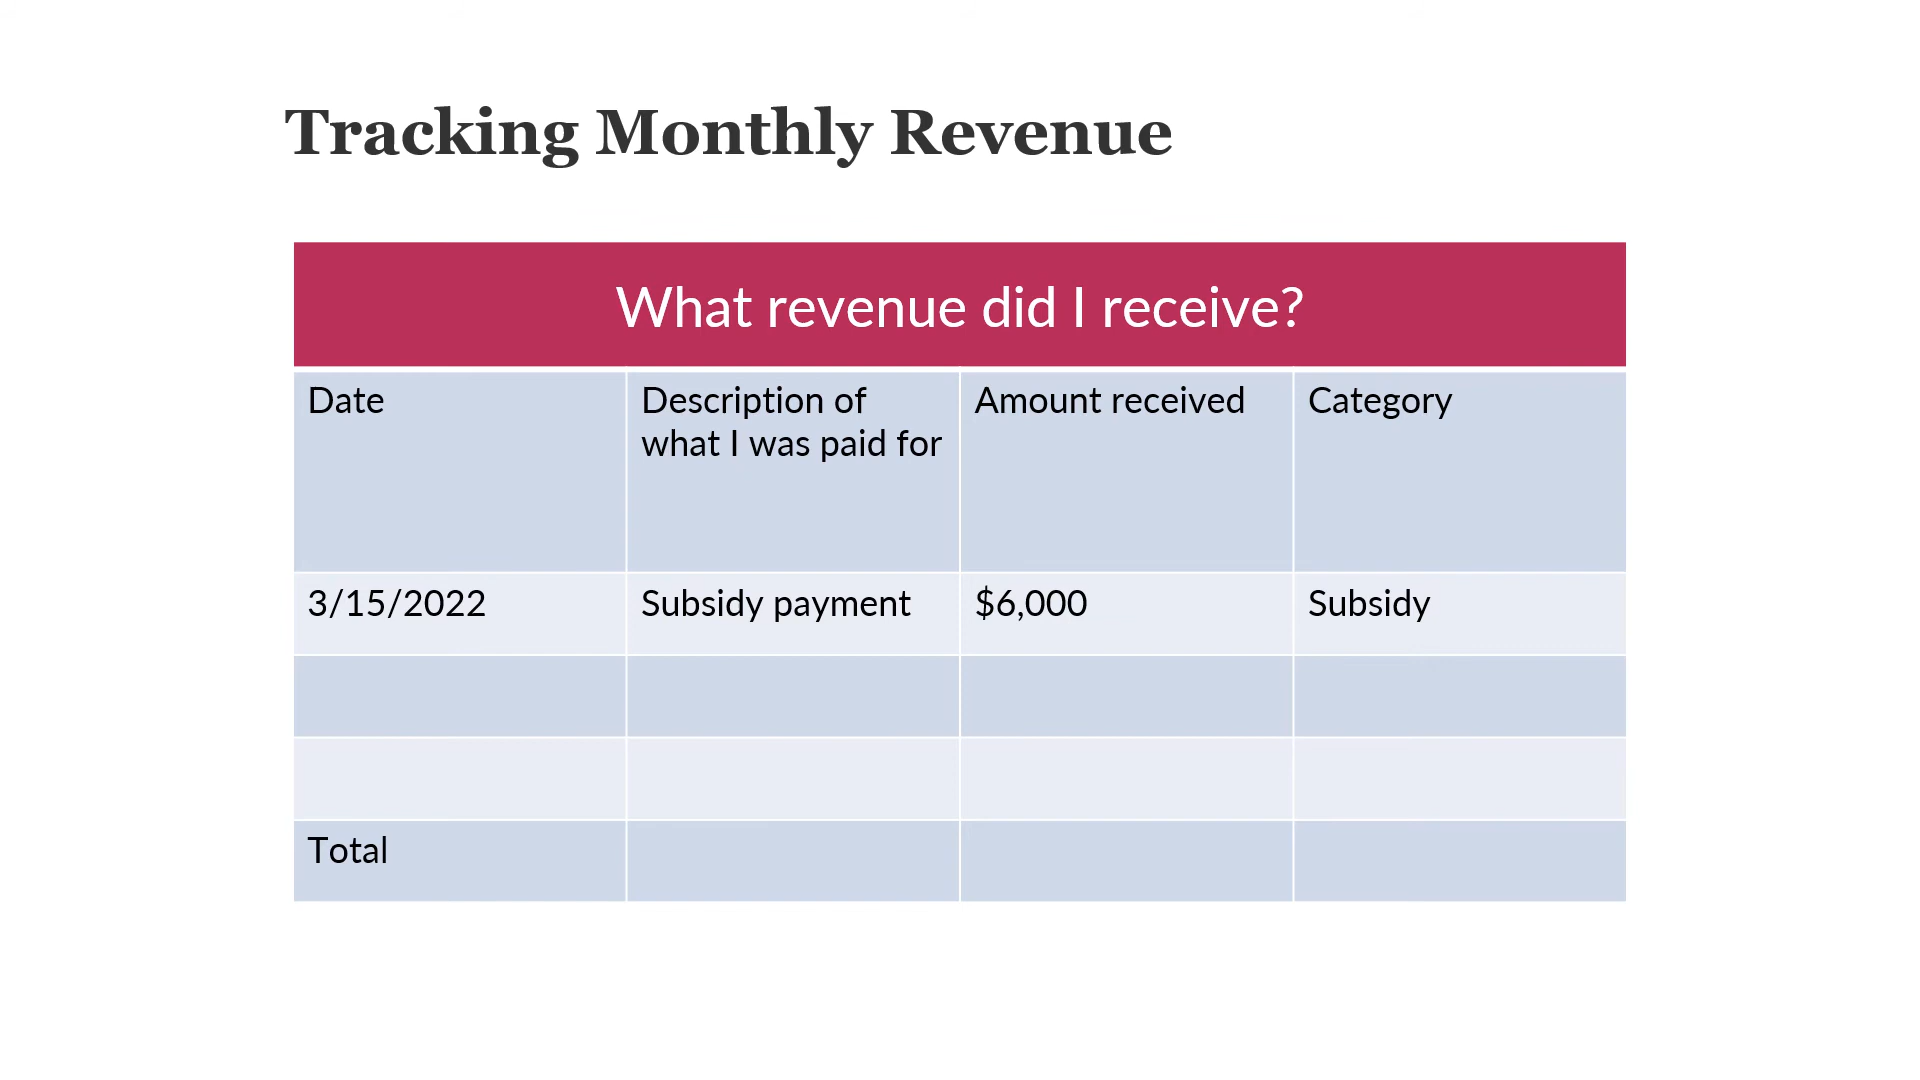 Tracking Monthly Revenue
What revenue did I receive?
Date
Description of
what I was paid for
Amount received
Category
3/15/2022
Subsidy payment
$6,000
Subsidy
Total